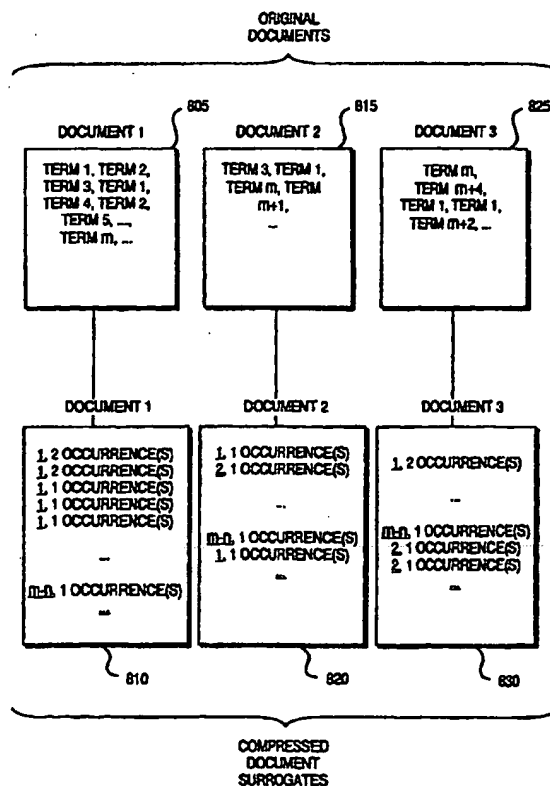 ORIGINAL
DOCUMENTS
805
815
825
DOCUMENT 1
DOCUMENT 2
DOCUMENT 3
TERM 1, TERM 2,
TERM 3, TERM 1,
TERM 4, TERM 2,
TERM 5, ...,
TERM m, ...
TERM 3, TERM 1,
TERM m, TERM
m+1,
...
TERM m,
TERM m+4,
TERM 1, TERM 1,
TERM m+2, ...
DOCUMENT 1
DOCUMENT 2
DOCUMENT 3
1, 2 OCCURRENCE(S)
1, 2 OCCURRENCE(S)
1, 1 OCCURRENCE(S)
1, 1 OCCURRENCE(S)
1, 1 OCCURRENCE(S)
...
m-n, 1 OCCURRENCE(S)
...
1, 1 OCCURRENCE(S)
2, 1 OCCURRENCE(S)
...
m-n, 1 OCCURRENCE(S)
1, 1 OCCURRENCE(S)
...
1, 2 OCCURRENCE(S)
...
m-n, 1 OCCURRENCE(S)
2, 1 OCCURRENCE(S)
2, 1 OCCURRENCE(S)
...
810
820
830
COMPRESSED
DOCUMENT
SURROGATES